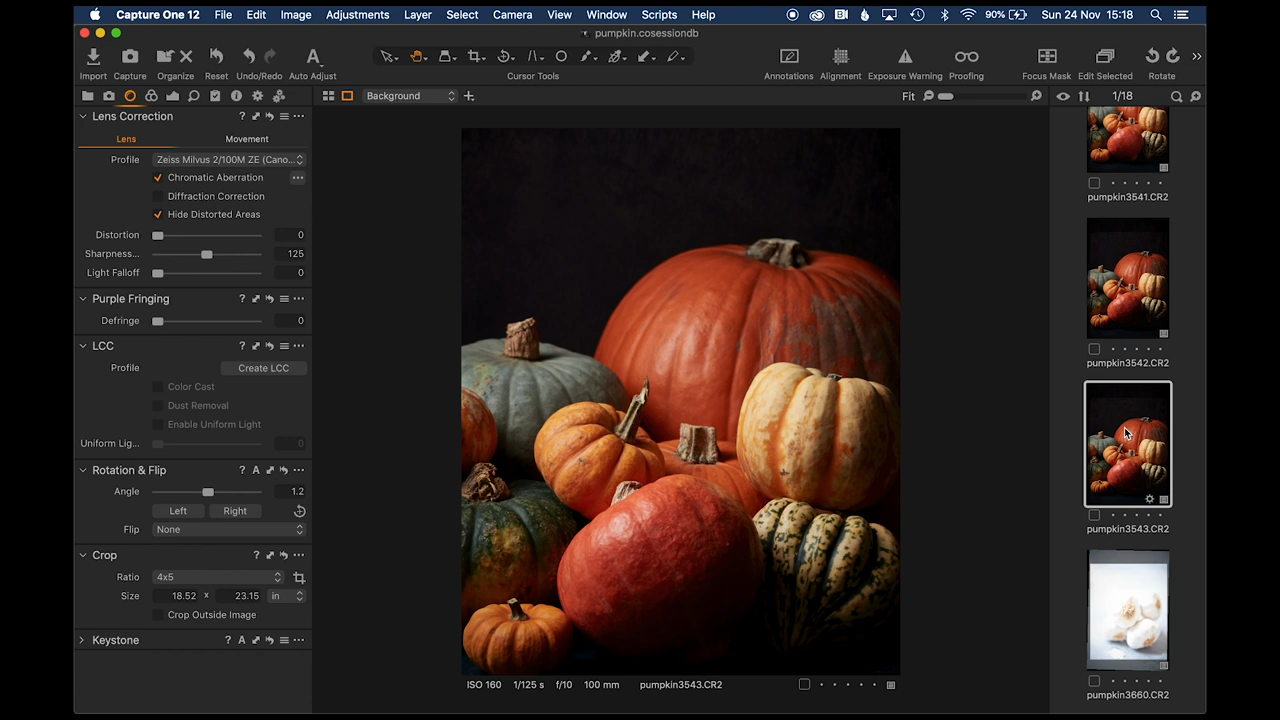 Capture One 12 File Edit Image Adjustments Layer Select Camera View Window Scripts Help 90% Sun 24 Nov 15:18
pumpkin.cosessiondb
Import Capture Organize Reset Undo/Redo Auto Adjust Cursor Tools Annotations Alignment Exposure Warning Proofing Focus Mask Edit Selected Rotate
Background Fit 1/18
Lens Correction
Lens Movement
Profile Zeiss Milvus 2/100M ZE (Cano...
Chromatic Aberration
Diffraction Correction
Hide Distorted Areas
Distortion 0
Sharpness... 125
Light Falloff 0
Purple Fringing
Defringe 0
LCC
Profile Create LCC
Color Cast
Dust Removal
Enable Uniform Light
Uniform Lig... 0
Rotation & Flip
Angle 1.2
Left Right
Flip None
Crop
Ratio 4x5
Size 18.52 x 23.15 in
Crop Outside Image
Keystone
ISO 160 1/125 s f/10 100 mm pumpkin3543.CR2
pumpkin3541.CR2
pumpkin3542.CR2
pumpkin3543.CR2
pumpkin3660.CR2